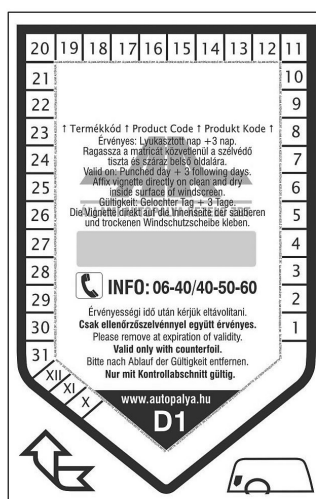 20 19 18 17 16 15 14 13 12 11
21 10
22 9
23 8
24 7
25 6
26 5
27 4
28 3
29 2
30 1
31
XII
XI
X
↑ Termékkód ↑ Product Code ↑ Produkt Kode ↑
Érvényes: Lyukasztott nap +3 nap.
Ragassza a matricát közvetlenül a szélvédő
tiszta és száraz belső oldalára.
Valid on: Punched day + 3 following days.
Affix vignette directly on clean and dry
inside surface of windscreen.
Gültigkeit: Gelochter Tag + 3 Tage.
Die Vignette direkt auf die Innenseite der sauberen
und trockenen Windschutzscheibe kleben.
INFO: 06-40/40-50-60
Érvényességi idő után kérjük eltávolítani.
Csak ellenőrzőszelvénnyel együtt érvényes.
Please remove at expiration of validity.
Valid only with counterfoil.
Bitte nach Ablauf der Gültigkeit entfernen.
Nur mit Kontrollabschnitt gültig.
www.autopalya.hu
D1